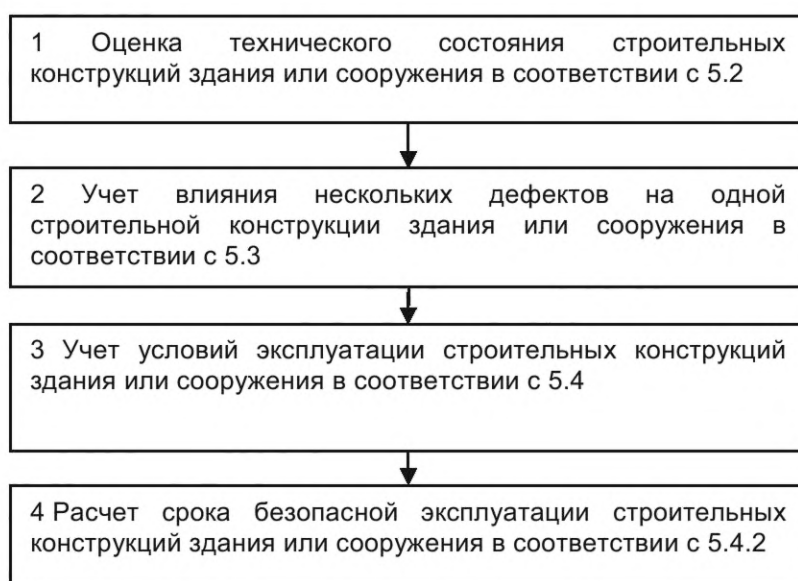 1 Оценка технического состояния строительных
конструкций здания или сооружения в соответствии с 5.2
2 Учет влияния нескольких дефектов на одной
строительной конструкции здания или сооружения в
соответствии с 5.3
3 Учет условий эксплуатации строительных конструкций
здания или сооружения в соответствии с 5.4
4 Расчет срока безопасной эксплуатации строительных
конструкций здания или сооружения в соответствии с 5.4.2